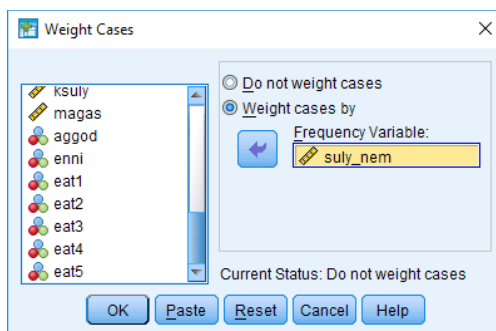 Weight Cases
ksuly
magas
aggod
enni
eat1
eat2
eat3
eat4
eat5
Do not weight cases
Weight cases by
Frequency Variable:
suly_nem
Current Status: Do not weight cases
OK Paste Reset Cancel Help